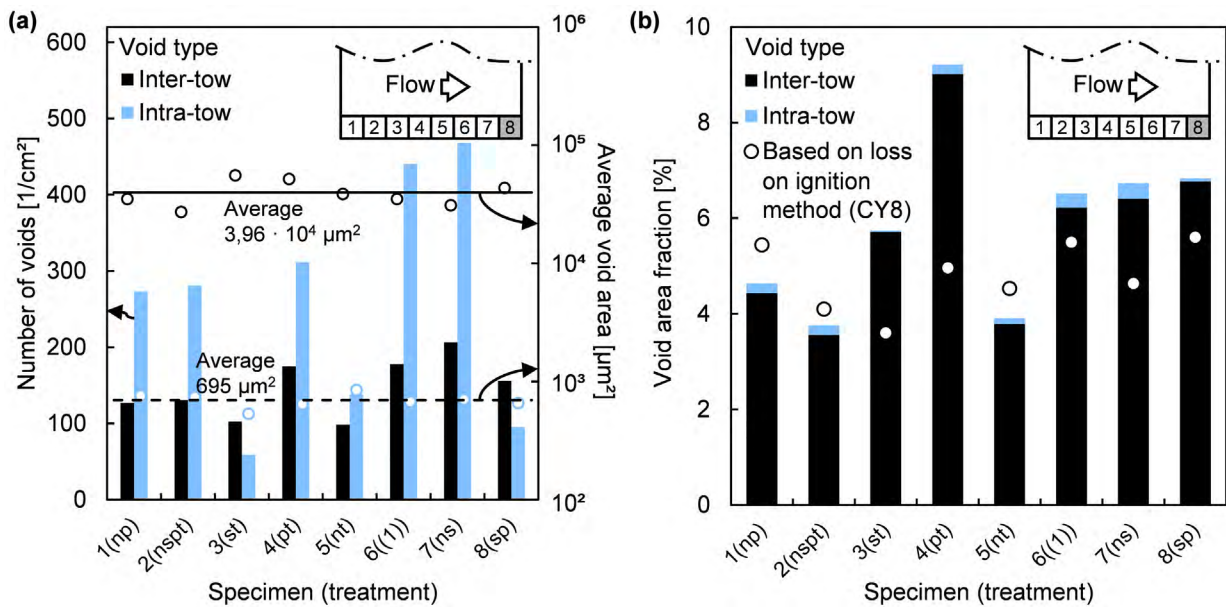 (a)
600
500
400
300
200
100
0
Number of voids [1/cm²]
Void type
Inter-tow
Intra-tow
Flow
1 2 3 4 5 6 7 8
Average
3,96 · 10⁴ µm²
Average
695 µm²
10⁶
10⁵
10⁴
10³
10²
Average void area [µm²]
1(np)
2(nspt)
3(st)
4(pt)
5(nt)
6((1))
7(ns)
8(sp)
Specimen (treatment)
(b)
10
8
6
4
2
0
Void area fraction [%]
Void type
Inter-tow
Intra-tow
Based on loss
on ignition
method (CY8)
Flow
1 2 3 4 5 6 7 8
1(np)
2(nspt)
3(st)
4(pt)
5(nt)
6((1))
7(ns)
8(sp)
Specimen (treatment)